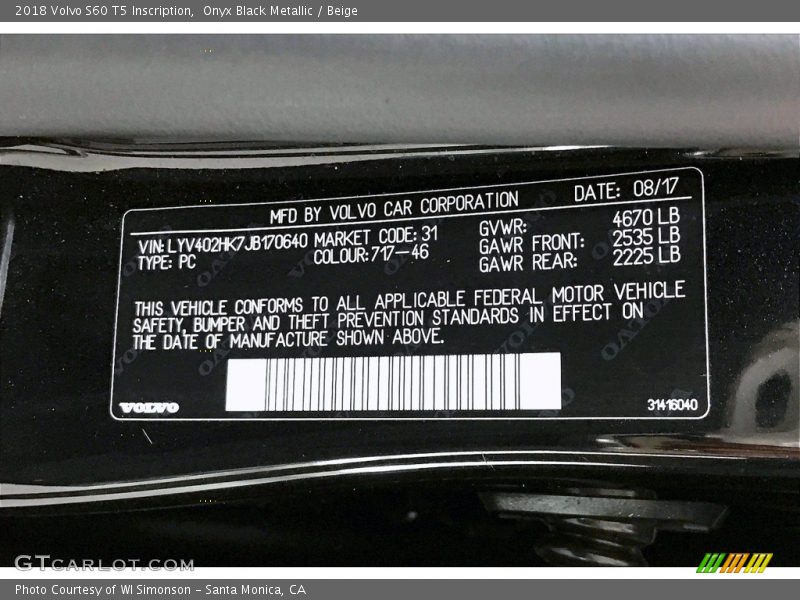 2018 Volvo S60 T5 Inscription,  Onyx Black Metallic / Beige
MFD BY VOLVO CAR CORPORATION DATE: 08/17
VIN: LYV402HK7JB170640 MARKET CODE: 31 GVWR: 4670 LB
TYPE: PC COLOUR: 717-46 GAWR FRONT: 2535 LB
GAWR REAR: 2225 LB
THIS VEHICLE CONFORMS TO ALL APPLICABLE FEDERAL MOTOR VEHICLE
SAFETY, BUMPER AND THEFT PREVENTION STANDARDS IN EFFECT ON
THE DATE OF MANUFACTURE SHOWN ABOVE.
VOLVO 31416040
GTcarlot.com
Photo Courtesy of WI Simonson - Santa Monica, CA